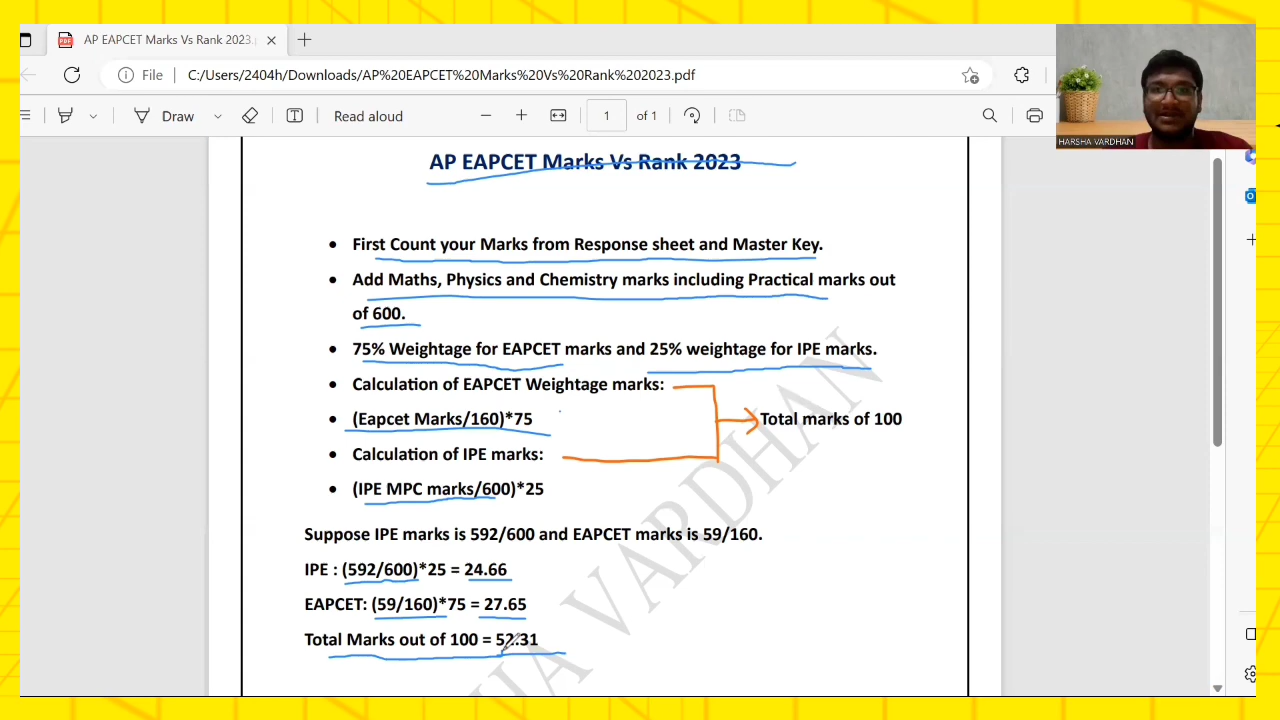 AP EAPCET Marks Vs Rank 2023.p
File
C:/Users/2404h/Downloads/AP%20EAPCET%20Marks%20Vs%20Rank%202023.pdf
Draw
Read aloud
1 of 1
HARSHA VARDHAN
AP EAPCET Marks Vs Rank 2023
• First Count your Marks from Response sheet and Master Key.
• Add Maths, Physics and Chemistry marks including Practical marks out
of 600.
• 75% Weightage for EAPCET marks and 25% weightage for IPE marks.
• Calculation of EAPCET Weightage marks:
• (Eapcet Marks/160)*75
Total marks of 100
• Calculation of IPE marks:
• (IPE MPC marks/600)*25
Suppose IPE marks is 592/600 and EAPCET marks is 59/160.
IPE : (592/600)*25 = 24.66
EAPCET: (59/160)*75 = 27.65
Total Marks out of 100 = 52.31
HA VARDHAN